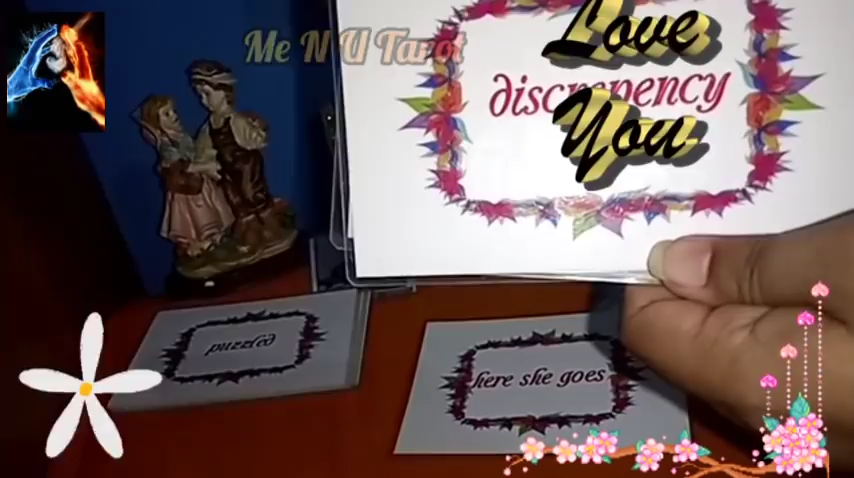 Me N U Tarot
Love
discrepency
You
puzzled
here she goes